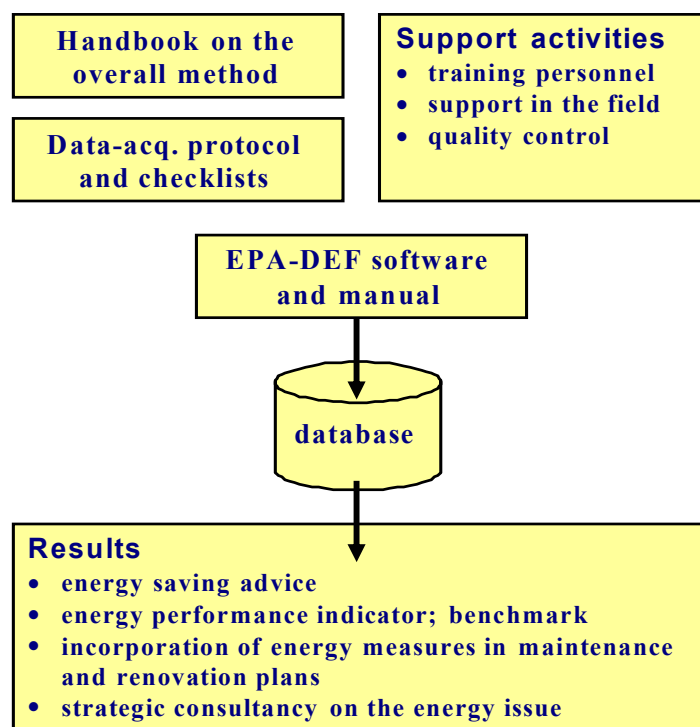 Handbook on the
overall method
Data-acq. protocol
and checklists
Support activities
• training personnel
• support in the field
• quality control
EPA-DEF software
and manual
database
Results
• energy saving advice
• energy performance indicator; benchmark
• incorporation of energy measures in maintenance
and renovation plans
• strategic consultancy on the energy issue